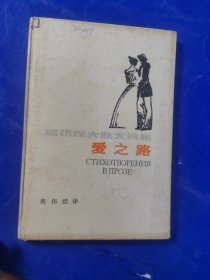 屠格涅夫散文诗集
爱之路
СТИХОТВОРЕНИЯ
В ПРОЗЕ
黄伟经 译